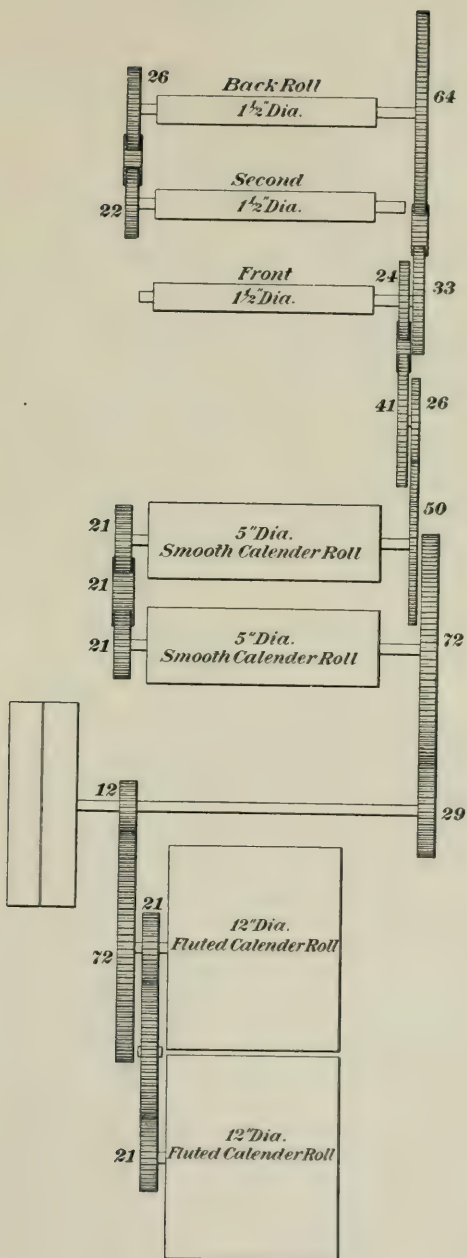 26
Back Roll
1½" Dia.
64
Second
22
1½" Dia.
Front
24
1½" Dia.
33
41
26
50
21
5" Dia.
Smooth Calender Roll
21
72
21
5" Dia.
Smooth Calender Roll
12
29
21
12" Dia.
72
Fluted Calender Roll
12" Dia.
21
Fluted Calender Roll